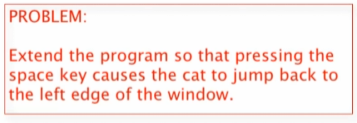 PROBLEM:
Extend the program so that pressing the
space key causes the cat to jump back to
the left edge of the window.